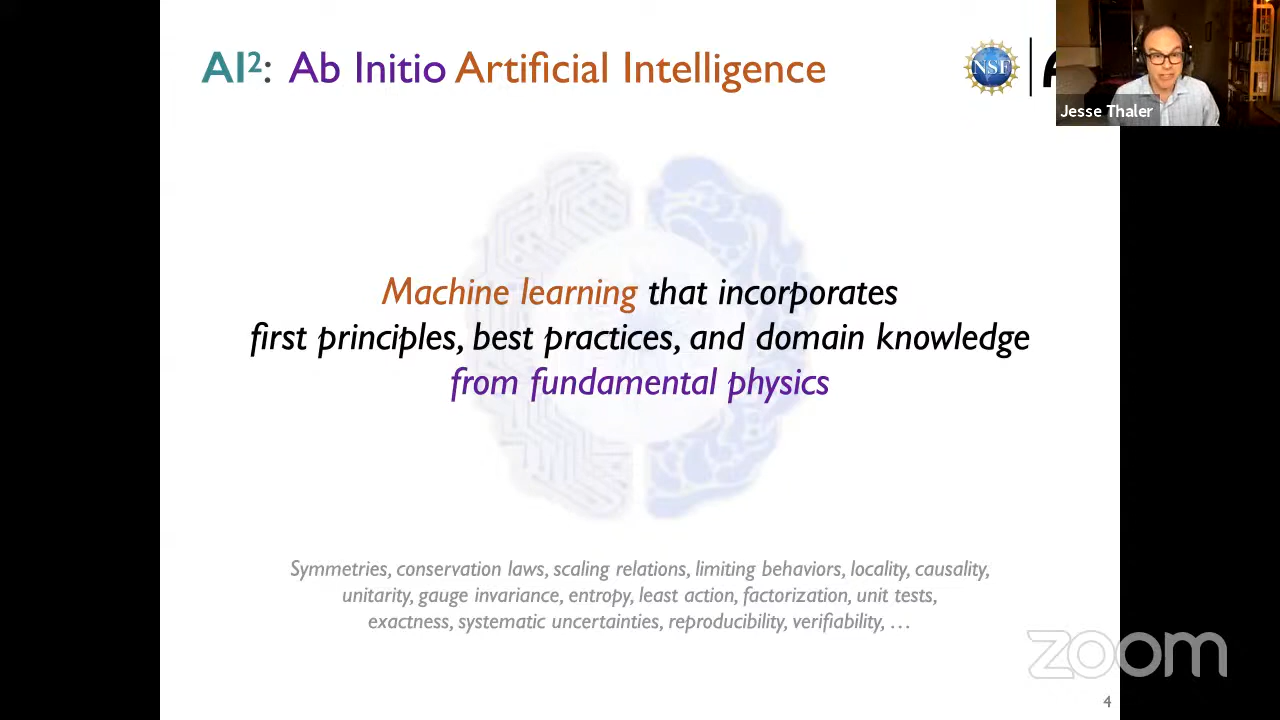 AI²: Ab Initio Artificial Intelligence
NSF
Jesse Thaler
Machine learning that incorporates
first principles, best practices, and domain knowledge
from fundamental physics
Symmetries, conservation laws, scaling relations, limiting behaviors, locality, causality,
unitarity, gauge invariance, entropy, least action, factorization, unit tests,
exactness, systematic uncertainties, reproducibility, verifiability, …
zoom
4